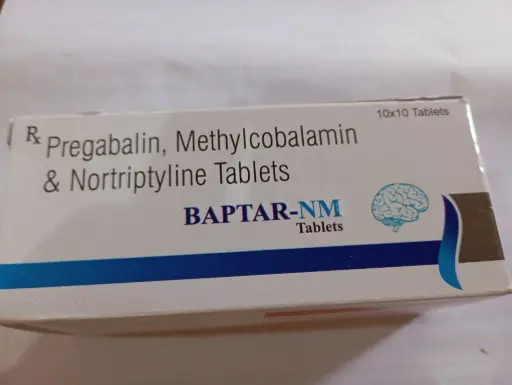 10x10 Tablets
Rx Pregabalin, Methylcobalamin
& Nortriptyline Tablets
BAPTAR-NM
Tablets